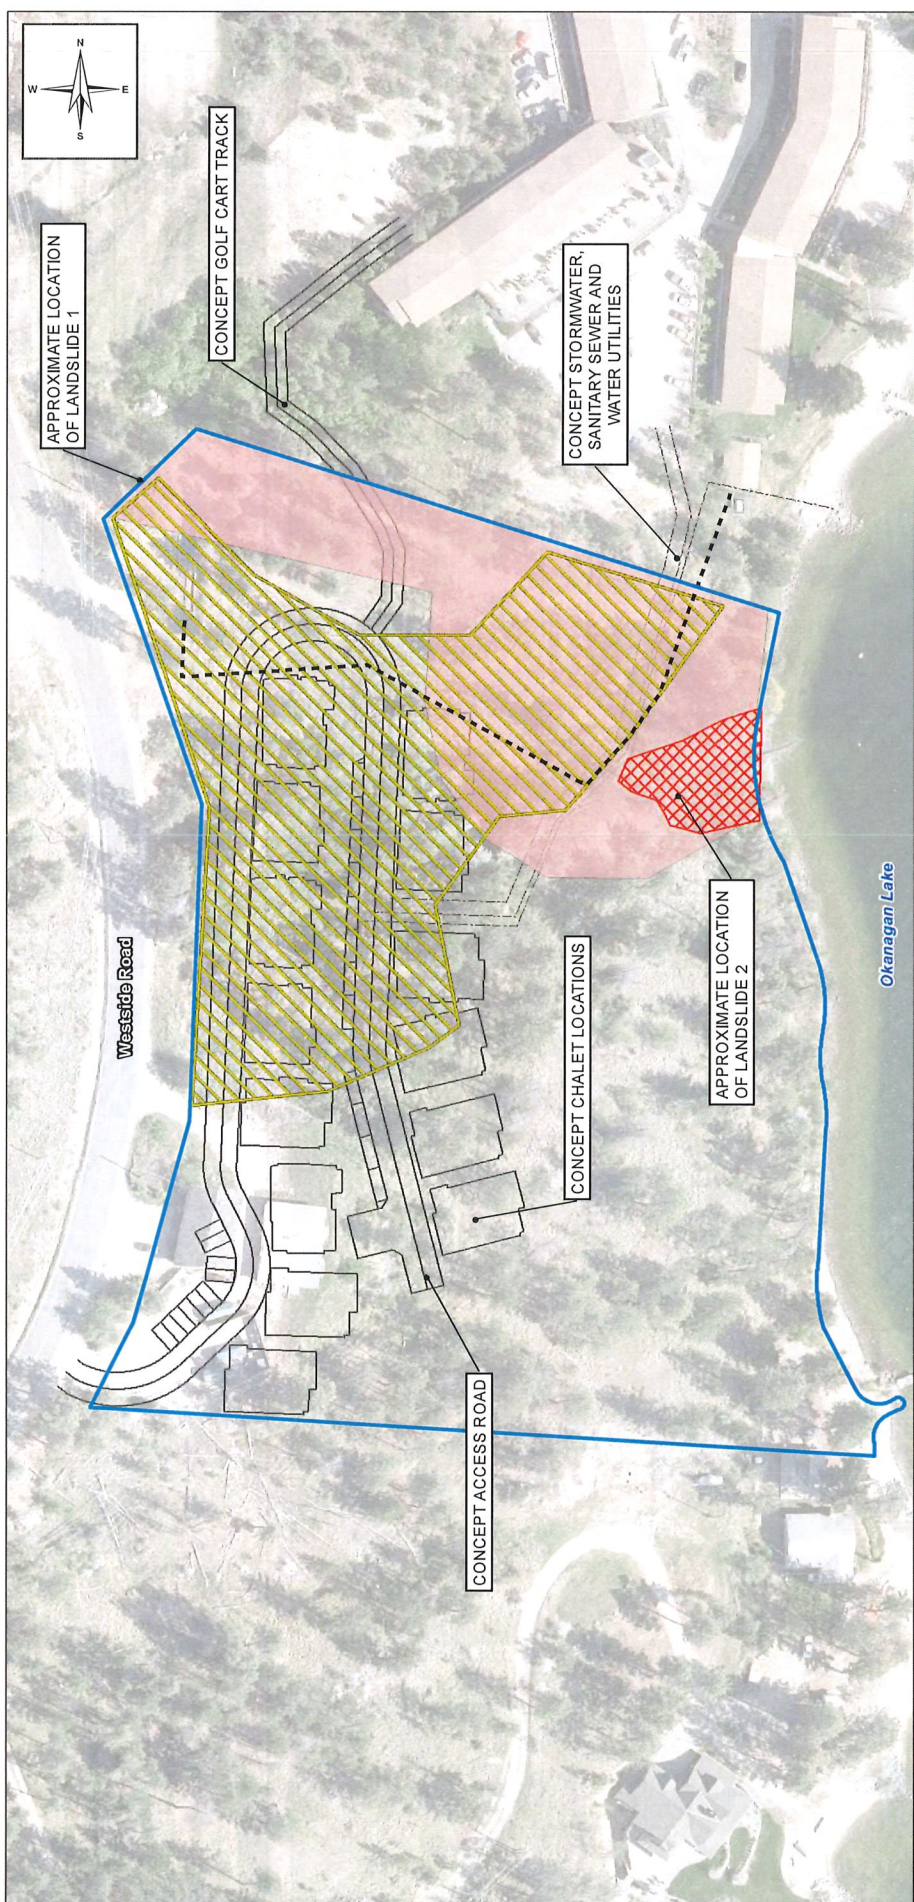 N
W
E
S
APPROXIMATE LOCATION
OF LANDSLIDE 1
CONCEPT GOLF CART TRACK
CONCEPT STORMWATER,
SANITARY SEWER AND
WATER UTILITIES
Westside Road
CONCEPT CHALET LOCATIONS
APPROXIMATE LOCATION
OF LANDSLIDE 2
Okanagan Lake
CONCEPT ACCESS ROAD